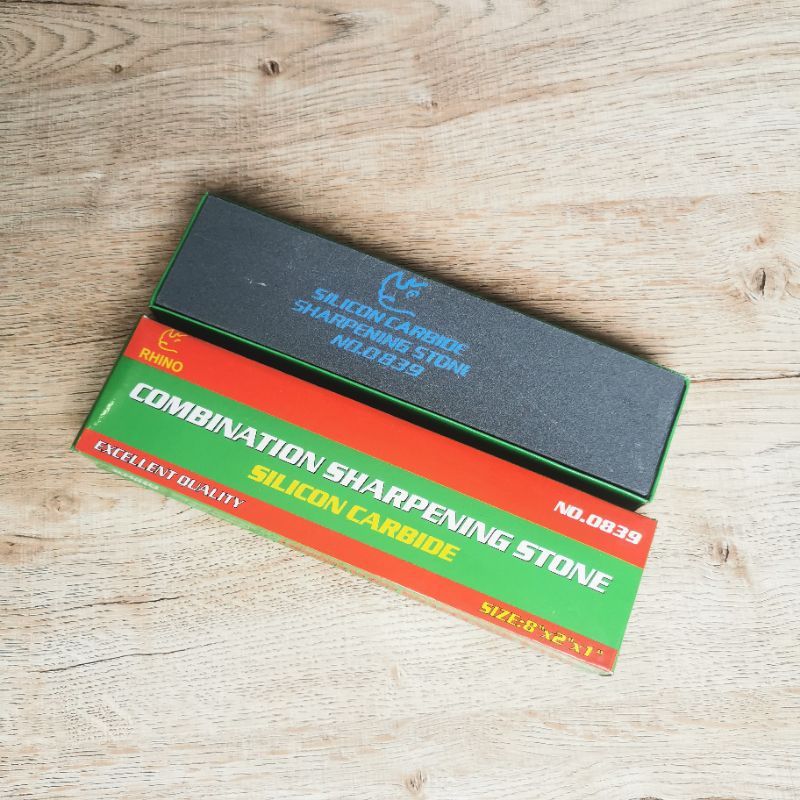 SILICON CARBIDE
SHARPENING STONE
NO.0839
RHINO
COMBINATION SHARPENING STONE
SILICON CARBIDE
EXCELLENT QUALITY
NO.0839
SIZE:8"x2"x1"